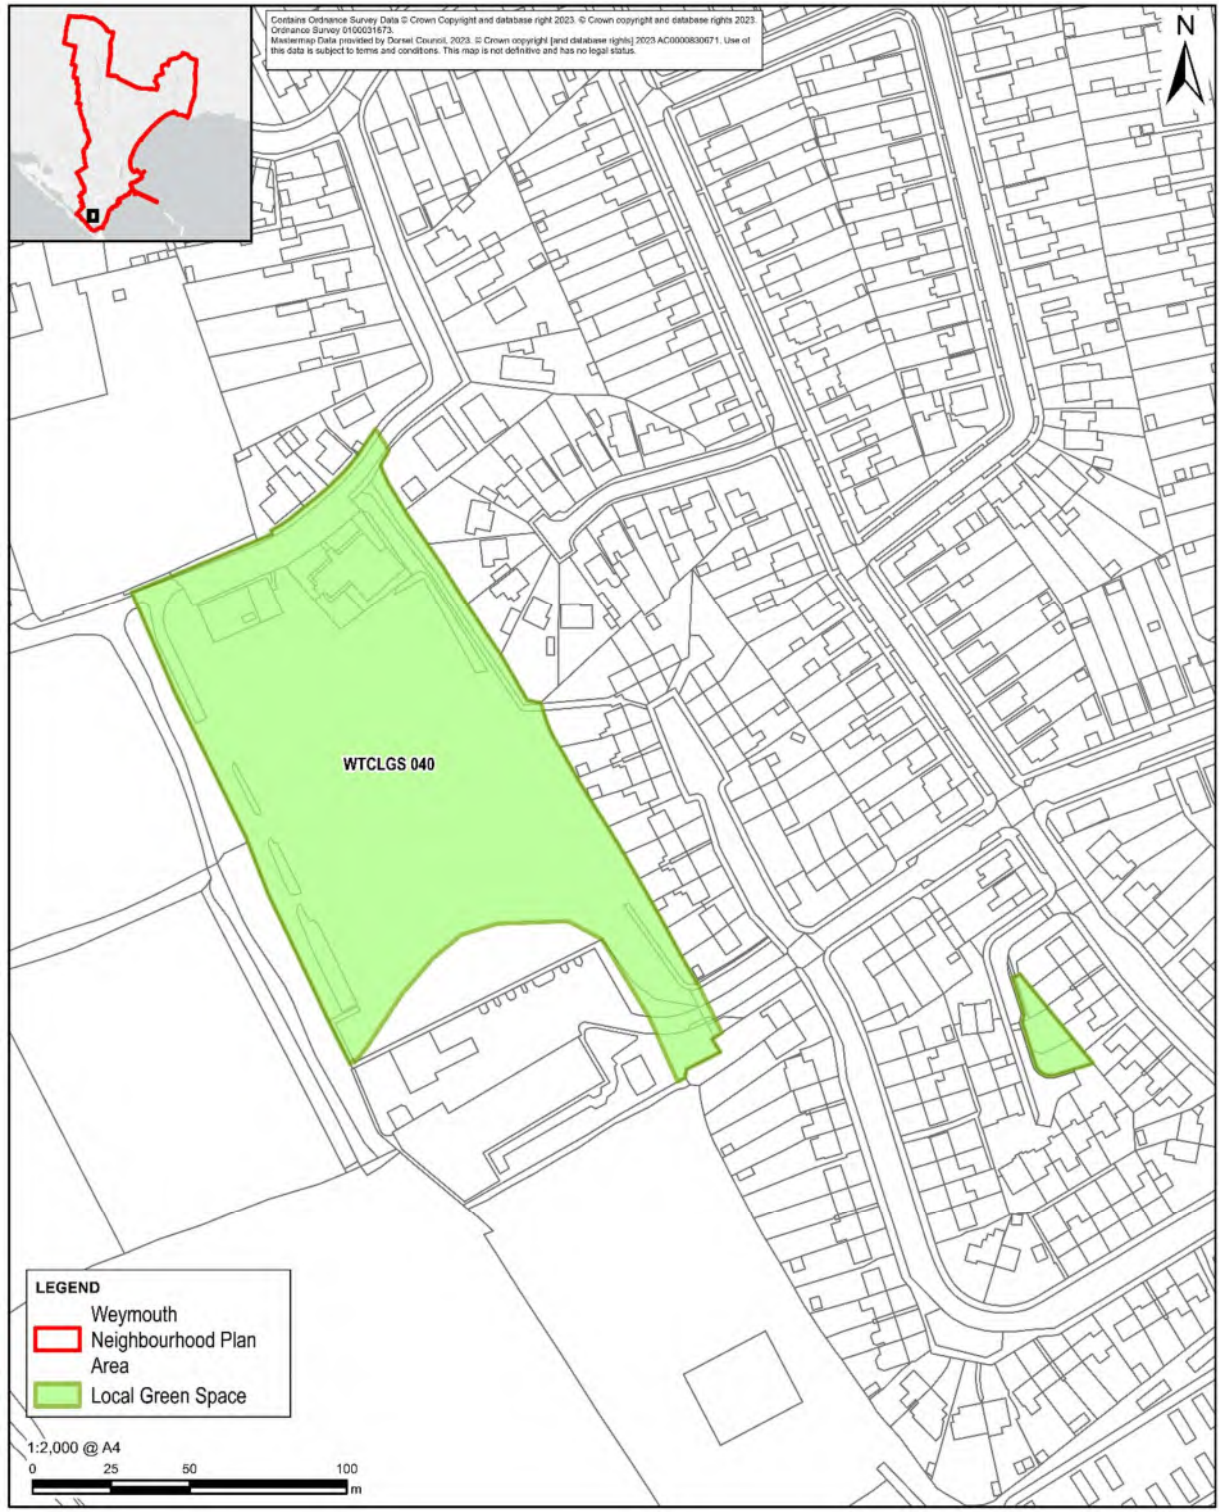 Contains Ordnance Survey Data © Crown Copyright and database right 2023. © Crown copyright and database rights 2023.
Ordnance Survey 0100031673.
Mastermap Data provided by Dorset Council, 2023. © Crown copyright [and database rights] 2023 AC0000830671. Use of
this data is subject to terms and conditions. This map is not definitive and has no legal status.
N
WTCLGS 040
LEGEND
Weymouth
Neighbourhood Plan
Area
Local Green Space
1:2,000 @ A4
0 25 50 100
m